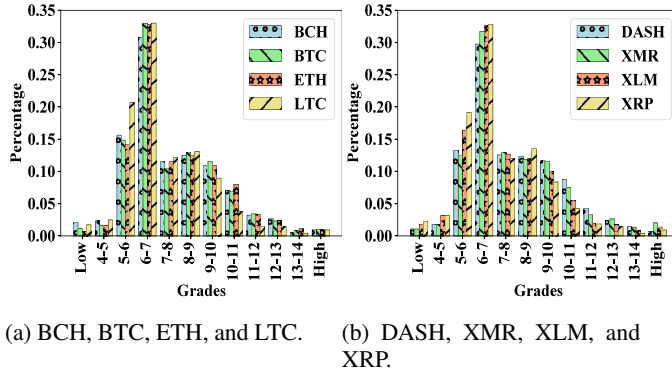 0.35
0.30
0.25
0.20
0.15
0.10
0.05
0.00
Percentage
BCH
BTC
ETH
LTC
Low
4-5
5-6
6-7
7-8
8-9
9-10
10-11
11-12
12-13
13-14
High
Grades
(a) BCH, BTC, ETH, and LTC.
0.35
0.30
0.25
0.20
0.15
0.10
0.05
0.00
Percentage
DASH
XMR
XLM
XRP
Low
4-5
5-6
6-7
7-8
8-9
9-10
10-11
11-12
12-13
13-14
High
Grades
(b) DASH, XMR, XLM, and
XRP.